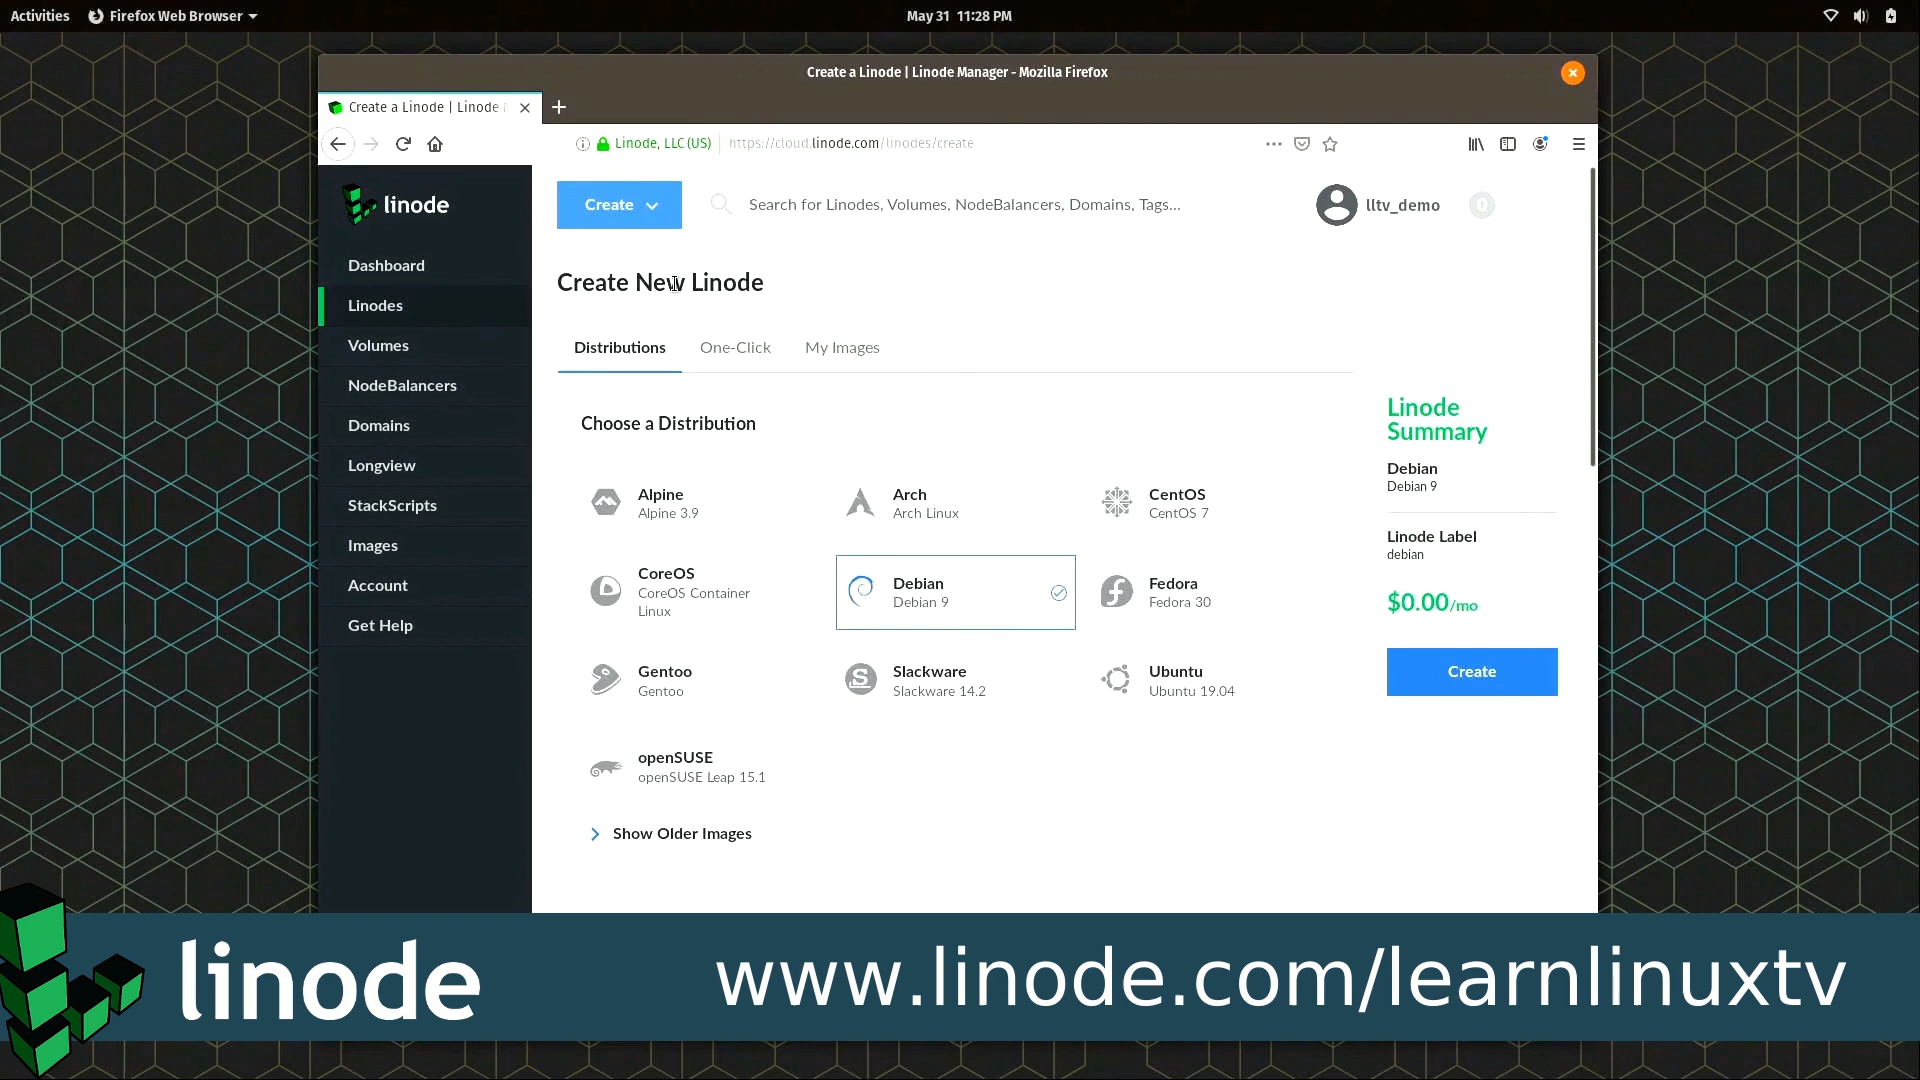 Activities Firefox Web Browser May 31 11:28 PM
Create a Linode | Linode Manager - Mozilla Firefox
Create a Linode | Linode
Linode, LLC (US) https://cloud.linode.com/linodes/create
linode
Create
Search for Linodes, Volumes, NodeBalancers, Domains, Tags...
lltv_demo
0
Dashboard
Linodes
Volumes
NodeBalancers
Domains
Longview
StackScripts
Images
Account
Get Help
Create New Linode
Distributions One-Click My Images
Choose a Distribution
Alpine
Alpine 3.9
Arch
Arch Linux
CentOS
CentOS 7
CoreOS
CoreOS Container
Linux
Debian
Debian 9
Fedora
Fedora 30
Gentoo
Gentoo
Slackware
Slackware 14.2
Ubuntu
Ubuntu 19.04
openSUSE
openSUSE Leap 15.1
Show Older Images
Linode
Summary
Debian
Debian 9
Linode Label
debian
$0.00/mo
Create
linode www.linode.com/learnlinuxtv